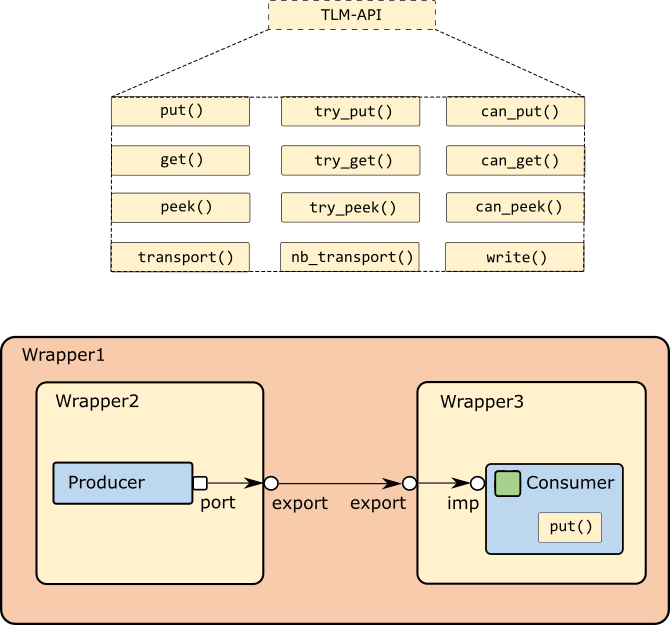 TLM-API
put()
try_put()
can_put()
get()
try_get()
can_get()
peek()
try_peek()
can_peek()
transport()
nb_transport()
write()
Wrapper1
Wrapper2
Wrapper3
Producer
port
export
export
imp
Consumer
put()